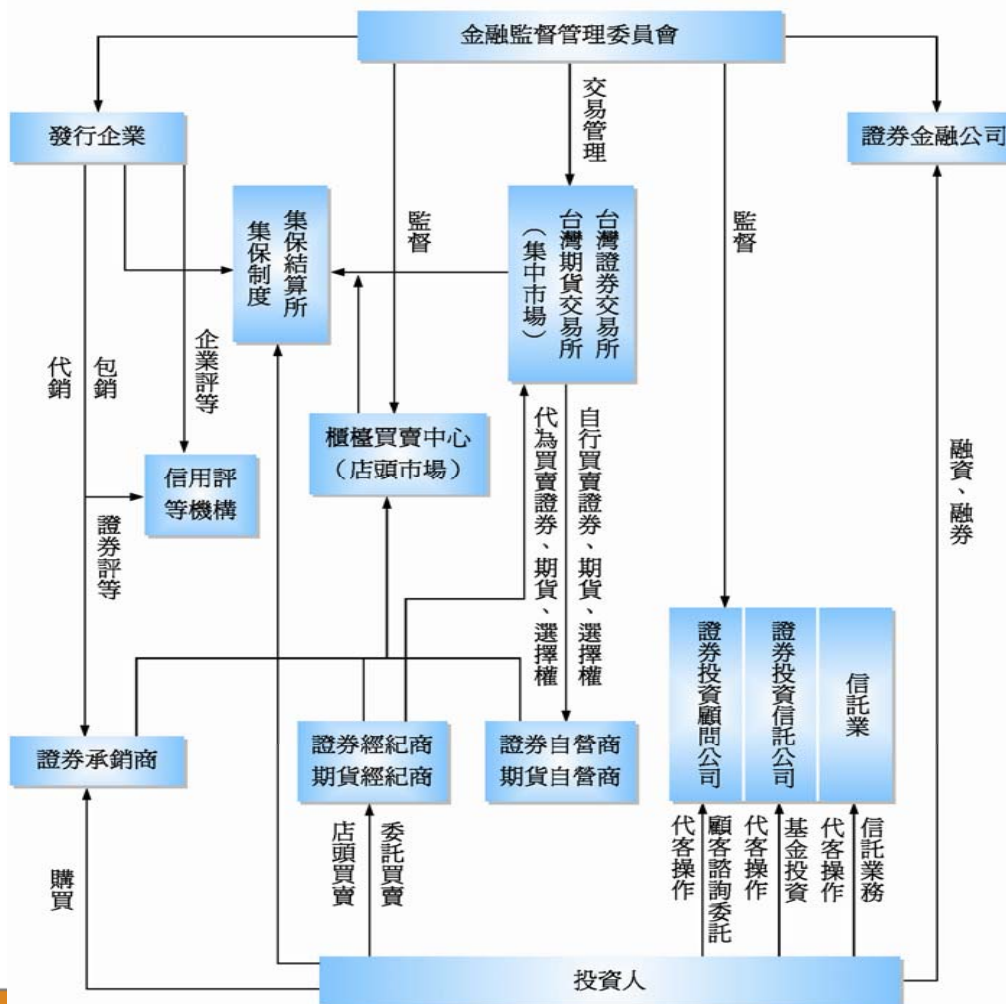 金融監督管理委員會
發行企業
證券金融公司
交易管理
監督
監督
集保結算所
集保制度
台灣證券交易所
台灣期貨交易所
（集中市場）
代銷
包銷
企業評等
櫃檯買賣中心
（店頭市場）
信用評
等機構
證券評等
代為買賣證券、期貨、選擇權
自行買賣證券、期貨、選擇權
融資、融券
證券投資顧問公司
證券投資信託公司
信託業
證券承銷商
證券經紀商
期貨經紀商
證券自營商
期貨自營商
購買
店頭買賣
委託買賣
代客操作
顧客諮詢委託
代客操作
基金投資
代客操作
信託業務
投資人